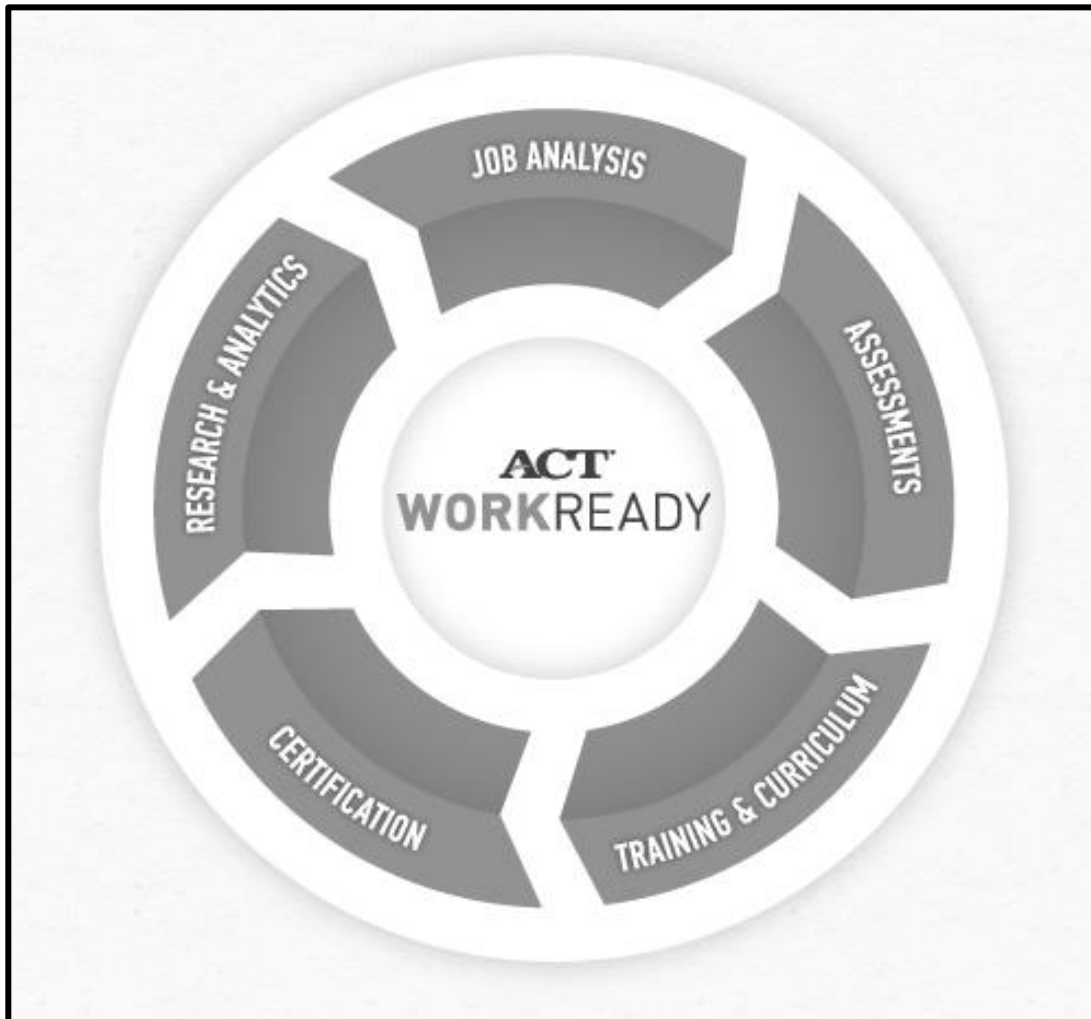 JOB ANALYSIS
ASSESSMENTS
TRAINING & CURRICULUM
CERTIFICATION
RESEARCH & ANALYTICS
ACT
WORKREADY